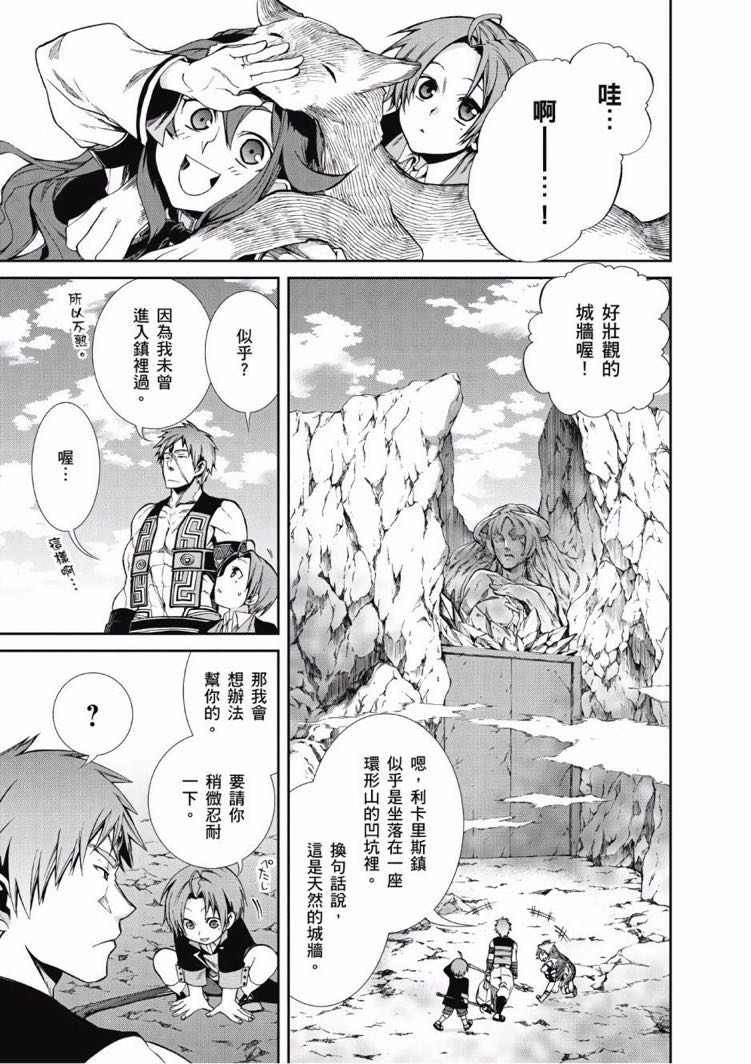 哇…
啊——…！
好壯觀的
城牆喔！
嗯，利卡里斯鎮
似乎是坐落在一座
環形山的凹坑裡。
換句話說，
這是天然的城牆。
似乎？
因為我未曾
進入鎮裡過。
所以不熟。
喔…
這樣啊…
那我會
想辦法
幫你的。
要請你
稍微忍耐
一下。
ぺたし
？